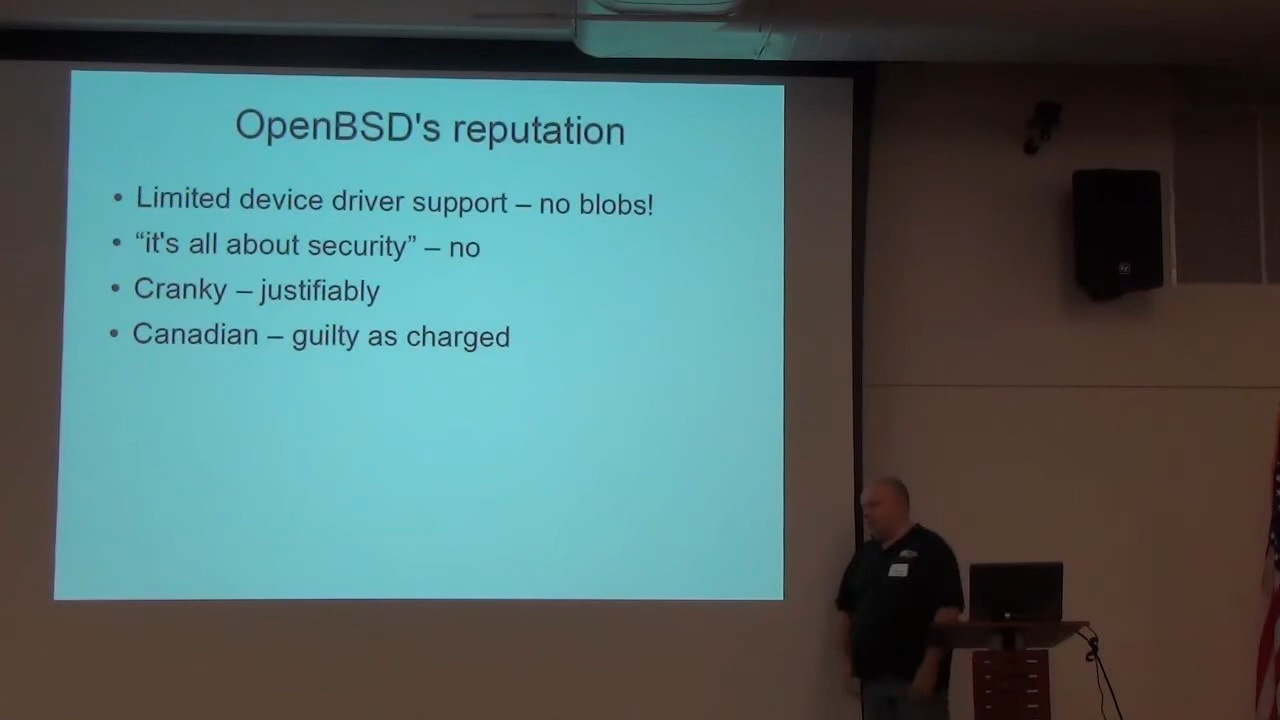 OpenBSD's reputation
• Limited device driver support – no blobs!
• “it's all about security” – no
• Cranky – justifiably
• Canadian – guilty as charged